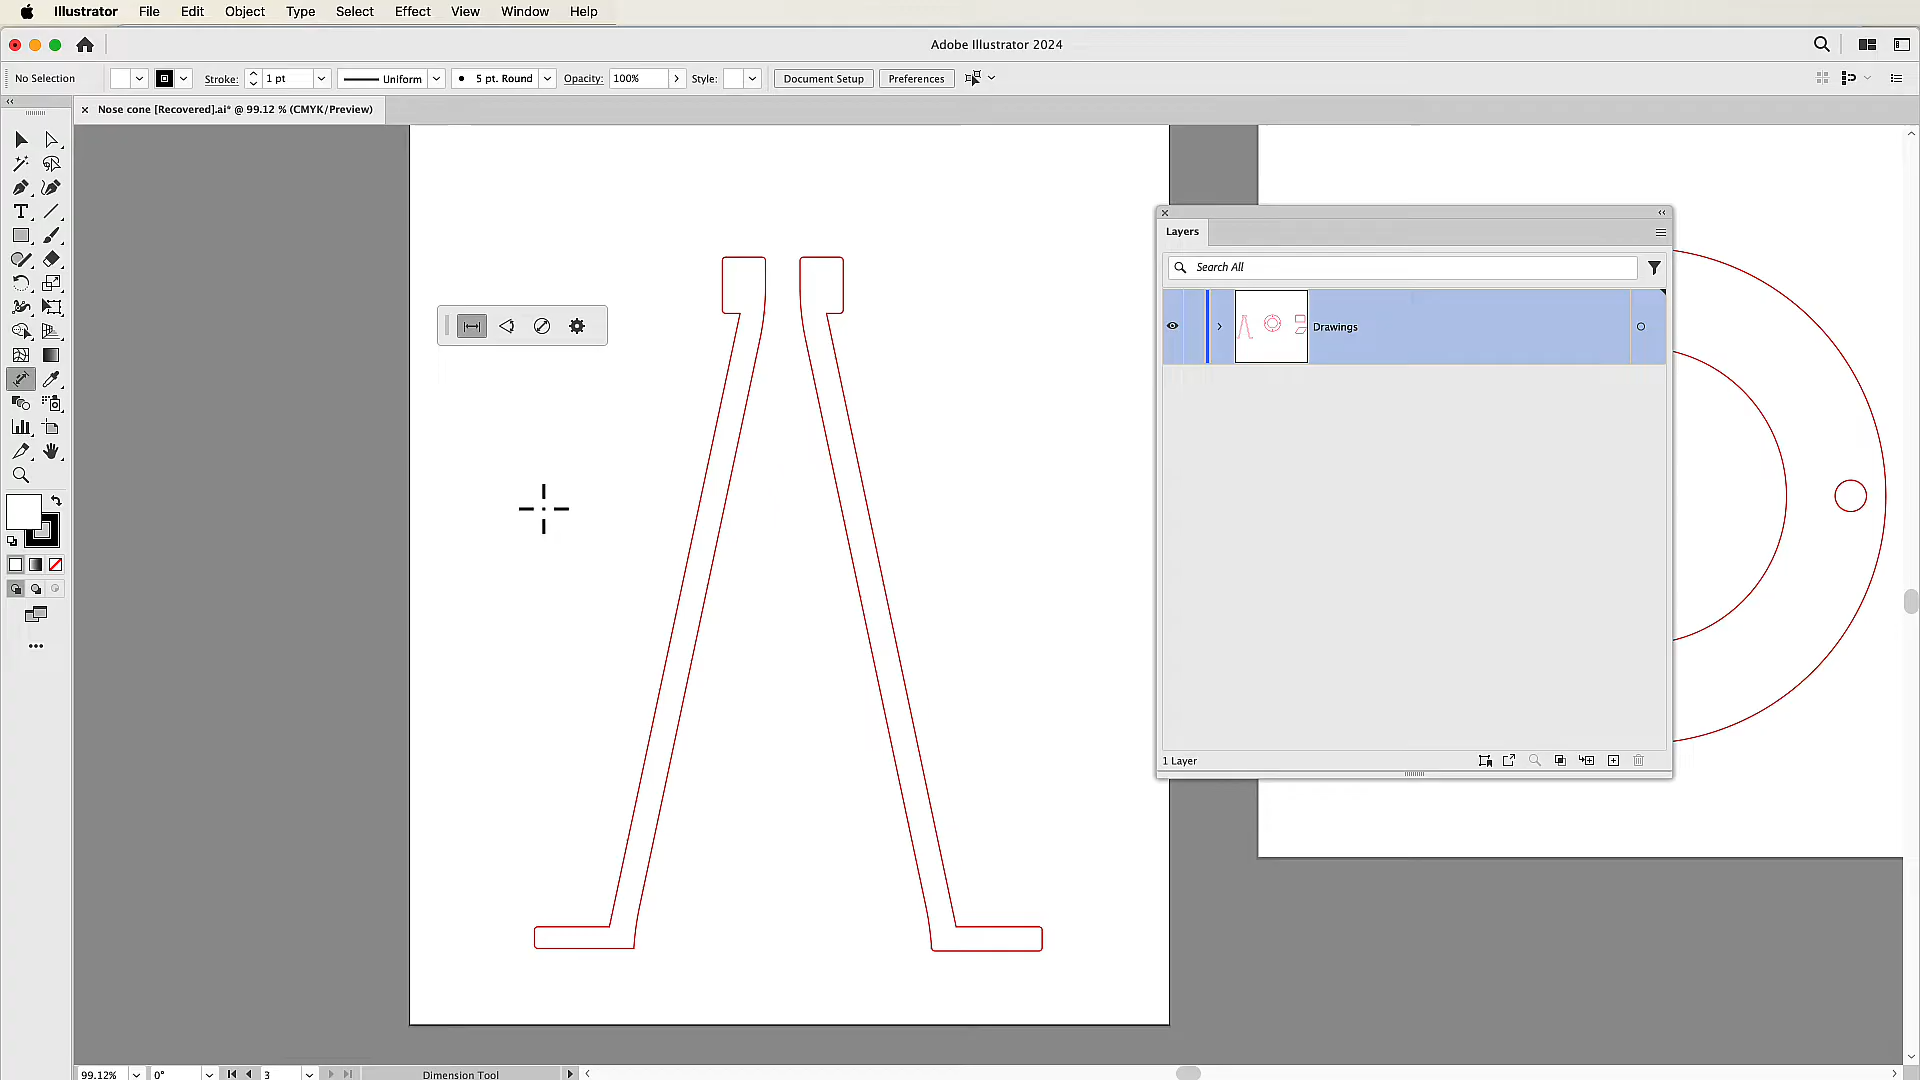 Illustrator File Edit Object Type Select Effect View Window Help
Adobe Illustrator 2024
No Selection Stroke: 1 pt Uniform 5 pt. Round Opacity: 100% Style: Document Setup Preferences
× Nose cone [Recovered].ai* @ 99.12 % (CMYK/Preview)
Layers
Search All
Drawings
1 Layer
99.12% 0° 3 Dimension Tool